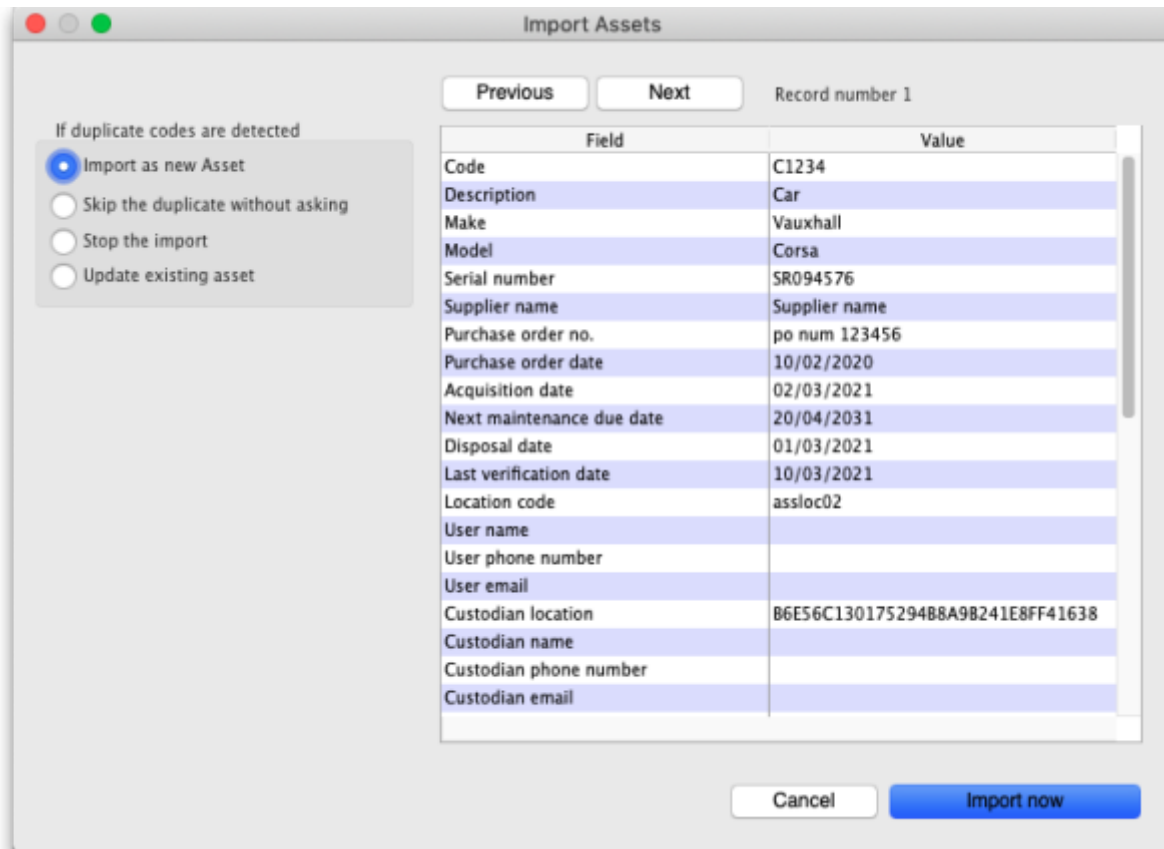 Import Assets
Previous Next Record number 1
If duplicate codes are detected
Import as new Asset
Skip the duplicate without asking
Stop the import
Update existing asset
Field Value
Code C1234
Description Car
Make Vauxhall
Model Corsa
Serial number SR094576
Supplier name Supplier name
Purchase order no. po num 123456
Purchase order date 10/02/2020
Acquisition date 02/03/2021
Next maintenance due date 20/04/2031
Disposal date 01/03/2021
Last verification date 10/03/2021
Location code assloc02
User name
User phone number
User email
Custodian location B6E56C130175294B8A9B241E8FF41638
Custodian name
Custodian phone number
Custodian email
Cancel Import now